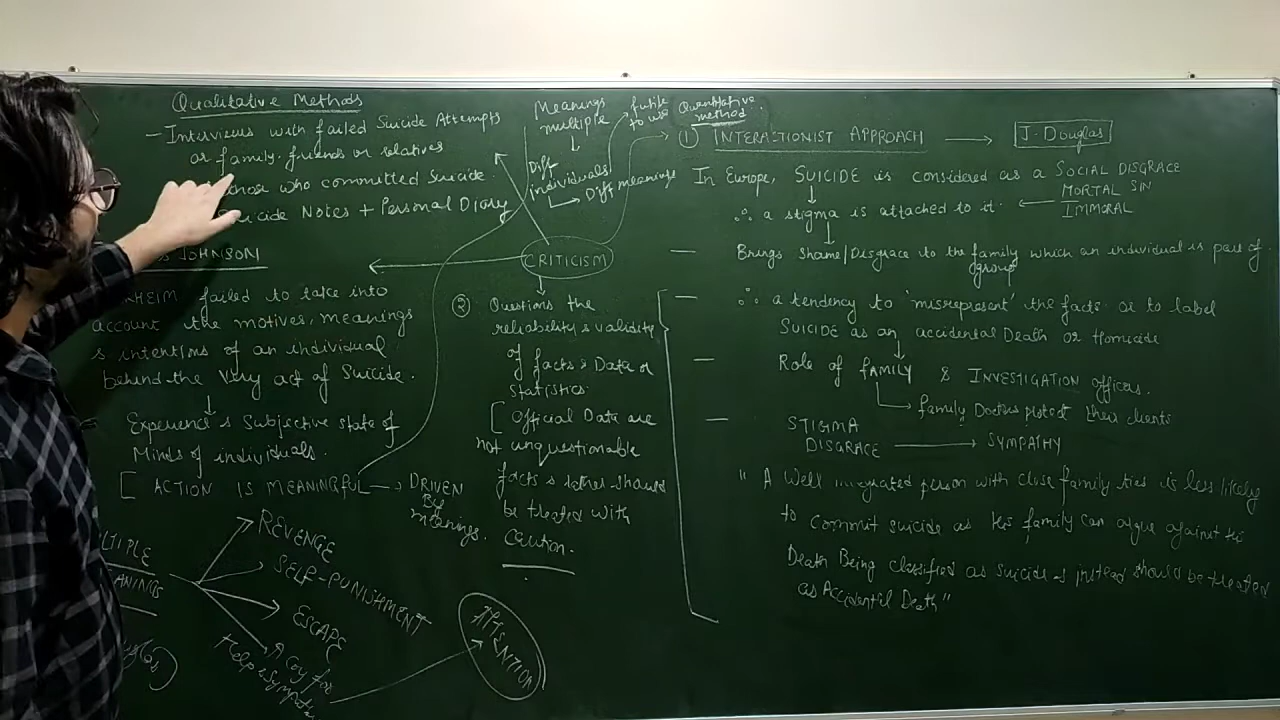 Qualitative Methods
– Interviews with failed Suicide Attempts
or family. friends or relatives
those who committed Suicide.
Suicide Notes + Personal Diary
JOHNSON
failed to take into
account the motives, meanings
& intentions of an individual
behind the very act of Suicide.
Experience & Subjective state of
Minds of individuals.
[ ACTION IS MEANINGFUL → DRIVEN
By
meanings.
REVENGE
SELF-PUNISHMENT
ESCAPE
A Cry for
Help & Sympathy
ATTENTION
Meanings
multiple
Diff
individuals
Diff meanings
futile
to use
Quantitative
method.
CRITICISM
② Questions the
reliability & validity
of facts & Data or
Statistics.
[ Official Data are
not unquestionable
facts & should
be treated with
Caution.
① INTERACTIONIST APPROACH → J. Douglas
In Europe, SUICIDE is considered as a SOCIAL DISGRACE
MORTAL SIN
IMMORAL
∴ a stigma is attached to it.
— Brings Shame/Disgrace to the family which an individual is part of.
group
— ∴ a tendency to 'misrepresent' the facts or to label
SUICIDE as an accidental Death or Homicide
— Role of FAMILY & INVESTIGATION officers.
family Doctors protect their clients
— STIGMA
DISGRACE → SYMPATHY
" A Well integrated person with close family ties is less likely
to commit suicide as his family can argue against his
Death Being classified as suicide & instead should be treated
as Accidental Death"